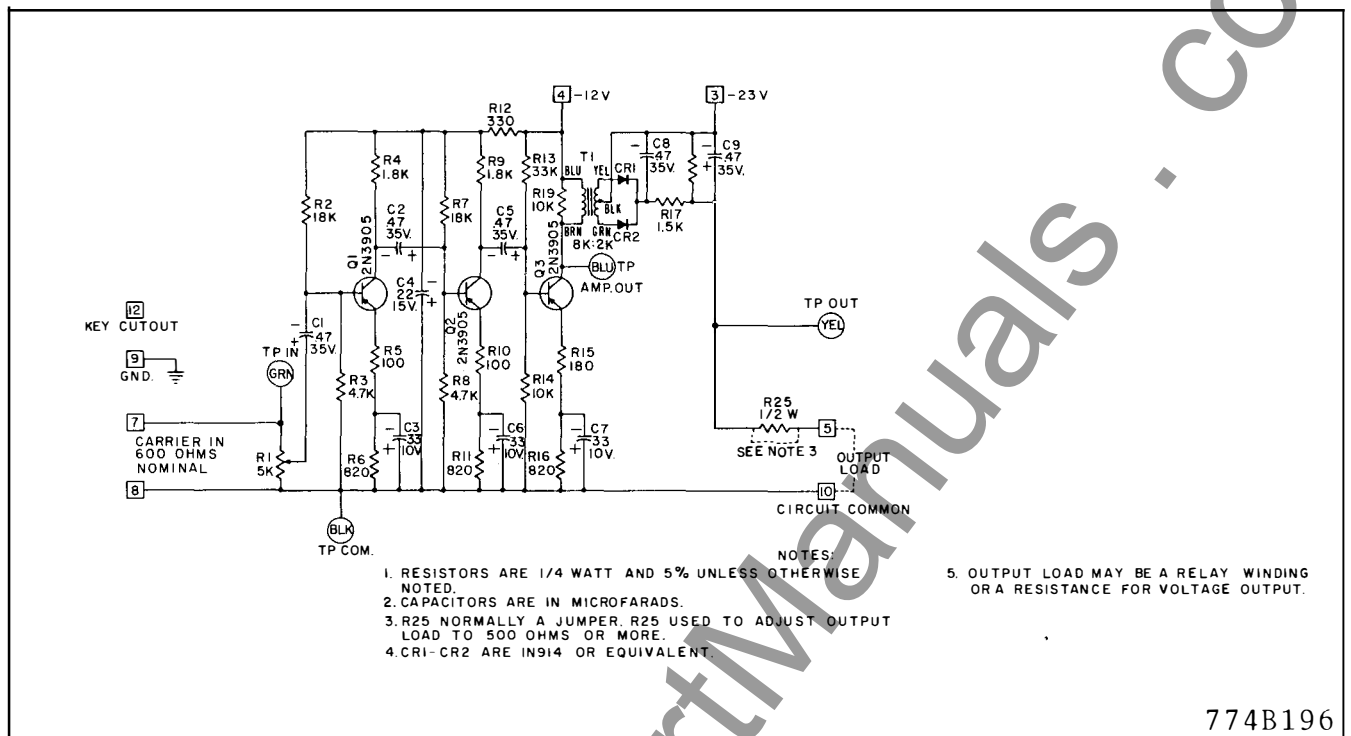 4 -12V
3 -23V
R12
330
R4
1.8K
R9
1.8K
R13
33K
T1
BLU
YEL
CR1
C8
.47
35V.
C9
.47
35V.
R2
18K
C2
.47
35V.
R7
18K
C5
.47
35V.
R19
10K
BLK
R17
1.5K
BRN
GRN
8K:2K
CR2
Q1
2N3905
Q3
2N3905
BLU TP
AMP.OUT
C4
22
15V.
Q2
2N3905
12
KEY CUTOUT
9
GND.
C1
.47
35V.
TP IN
GRN
TP OUT
YEL
R5
100
R10
100
R15
180
R3
4.7K
R8
4.7K
R14
10K
7
CARRIER IN
600 OHMS
NOMINAL
R1
5K
8
R6
820
C3
33
10V.
R11
820
C6
33
10V.
R16
820
C7
33
10V.
R25
1/2 W
5
SEE NOTE 3
OUTPUT
LOAD
10
CIRCUIT COMMON
BLK
TP COM.
NOTES:
1. RESISTORS ARE 1/4 WATT AND 5% UNLESS OTHERWISE
NOTED.
2. CAPACITORS ARE IN MICROFARADS.
3. R25 NORMALLY A JUMPER. R25 USED TO ADJUST OUTPUT
LOAD TO 500 OHMS OR MORE.
4. CR1-CR2 ARE IN914 OR EQUIVALENT.
5. OUTPUT LOAD MAY BE A RELAY WINDING
OR A RESISTANCE FOR VOLTAGE OUTPUT.
774B196
rtManuals . co